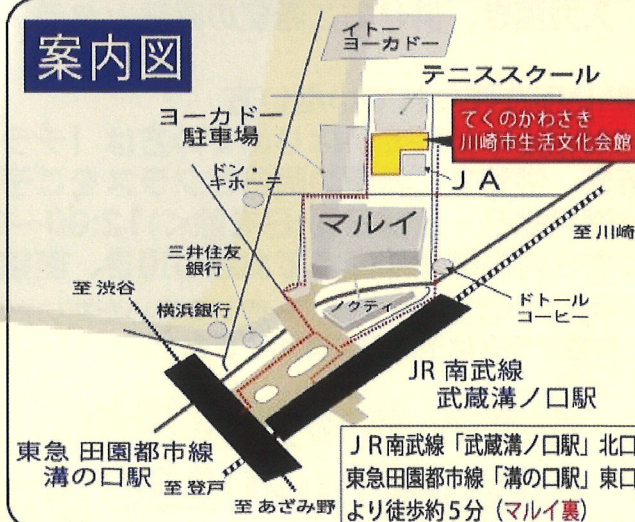 案内図
イトー
ヨーカドー
テニススクール
ヨーカドー
駐車場
てくのかわさき
川崎市生活文化会館
ドン・
キホーテ
JA
マルイ
至 川崎
三井住友
銀行
至 渋谷
横浜銀行
ノクティ
ドトール
コーヒー
JR 南武線
武蔵溝ノ口駅
東急 田園都市線
溝の口駅
至 登戸
至 あざみ野
JR南武線「武蔵溝ノ口駅」北口
東急田園都市線「溝の口駅」東口
より徒歩約5分（マルイ裏）